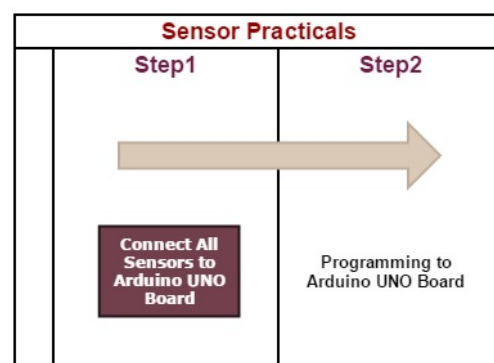 Sensor Practicals
Step1
Step2
Connect All
Sensors to
Arduino UNO
Board
Programming to
Arduino UNO Board